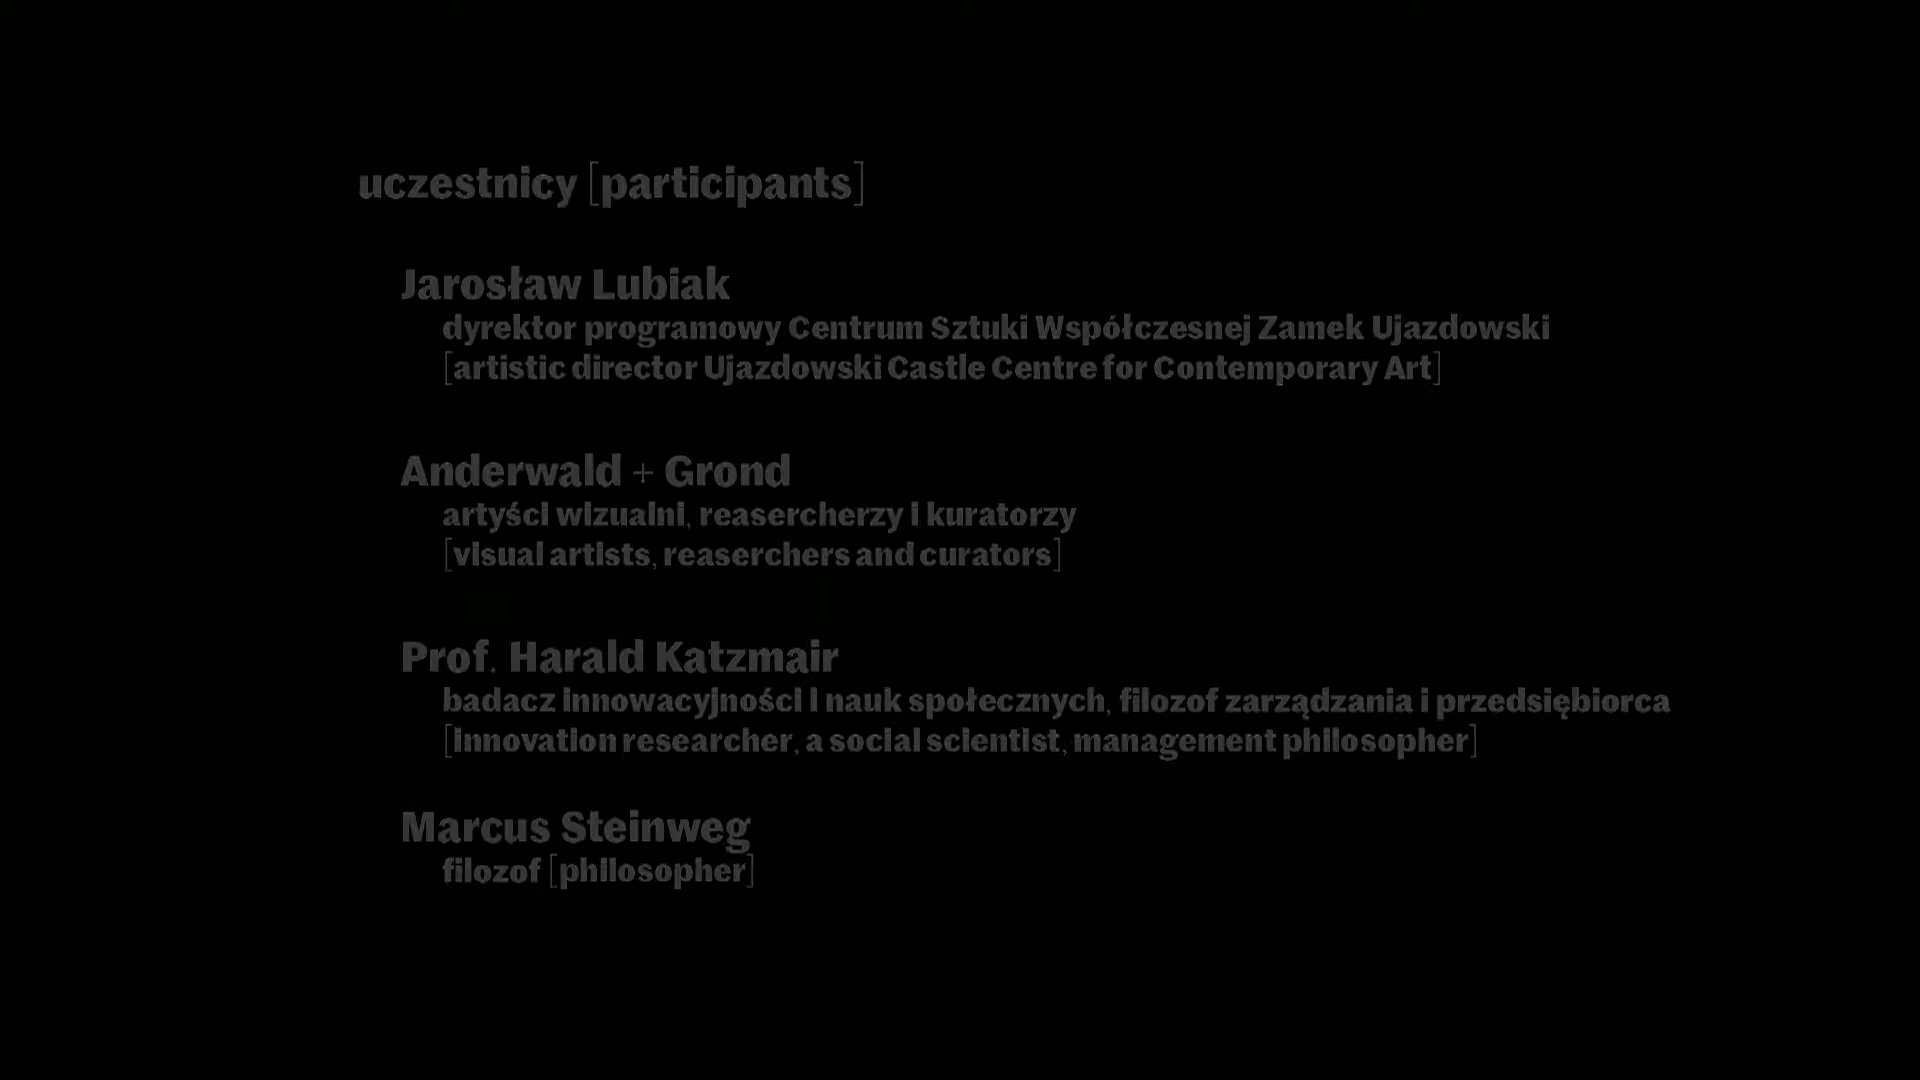 uczestnicy [participants]
Jarosław Lubiak
dyrektor programowy Centrum Sztuki Współczesnej Zamek Ujazdowski
[artistic director Ujazdowski Castle Centre for Contemporary Art]
Anderwald + Grond
artyści wizualni, reasercherzy i kuratorzy
[visual artists, reaserchers and curators]
Prof. Harald Katzmair
badacz innowacyjności i nauk społecznych, filozof zarządzania i przedsiębiorca
[innovation researcher, a social scientist, management philosopher]
Marcus Steinweg
filozof [philosopher]